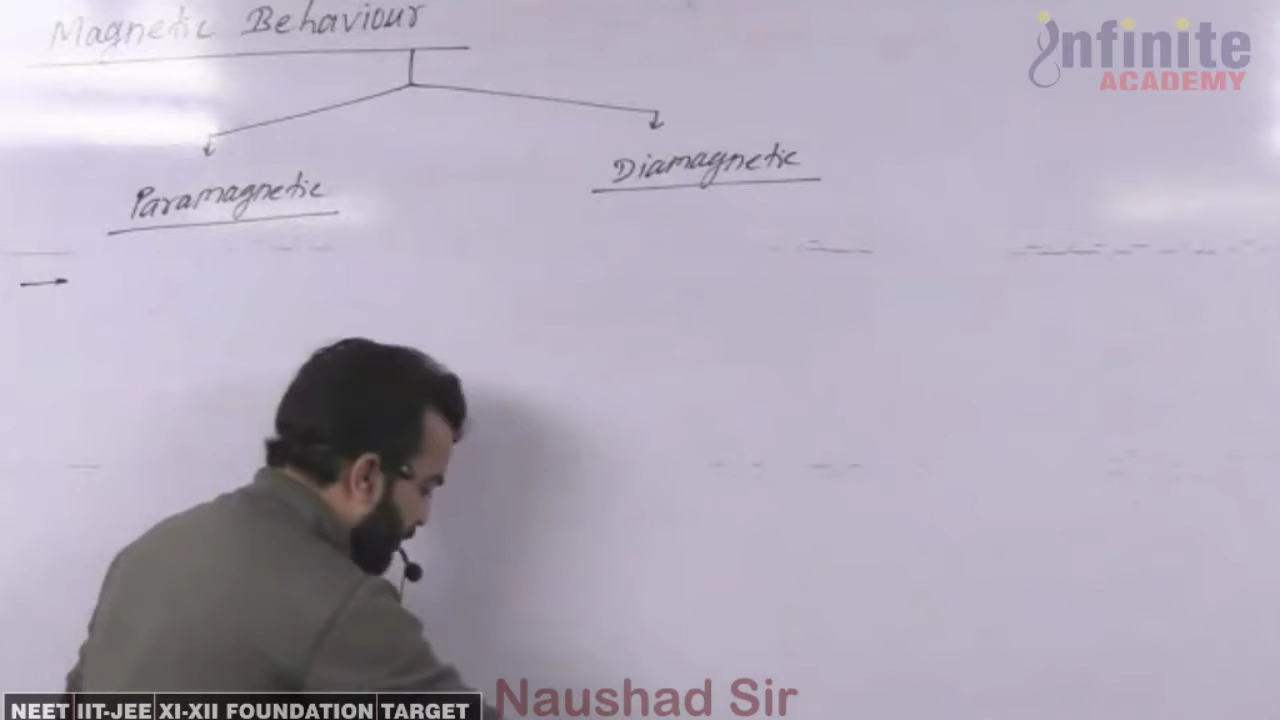 Magnetic Behaviour
infinite
ACADEMY
Paramagnetic
Diamagnetic
Naushad Sir
NEET IIT-JEE XI-XII FOUNDATION TARGET